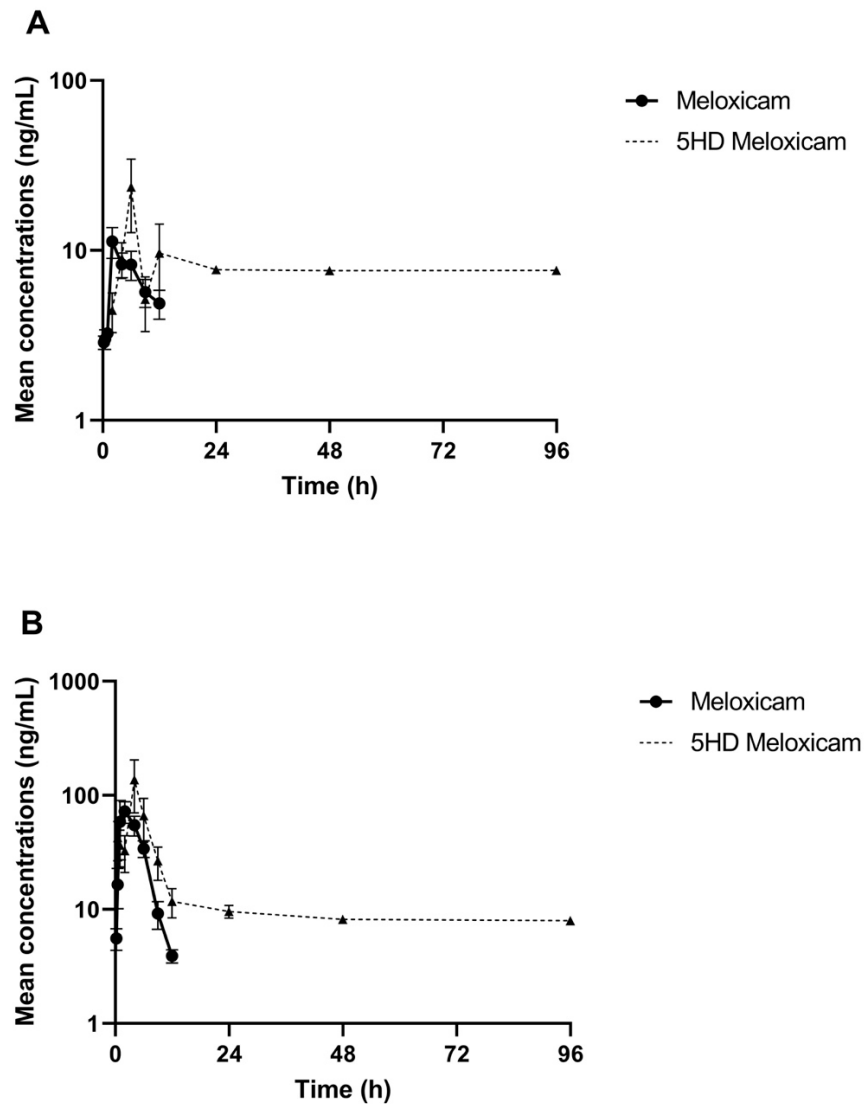 A
Mean concentrations (ng/mL)
100
10
1
0 24 48 72 96
Time (h)
Meloxicam
5HD Meloxicam
B
Mean concentrations (ng/mL)
1000
100
10
1
0 24 48 72 96
Time (h)
Meloxicam
5HD Meloxicam